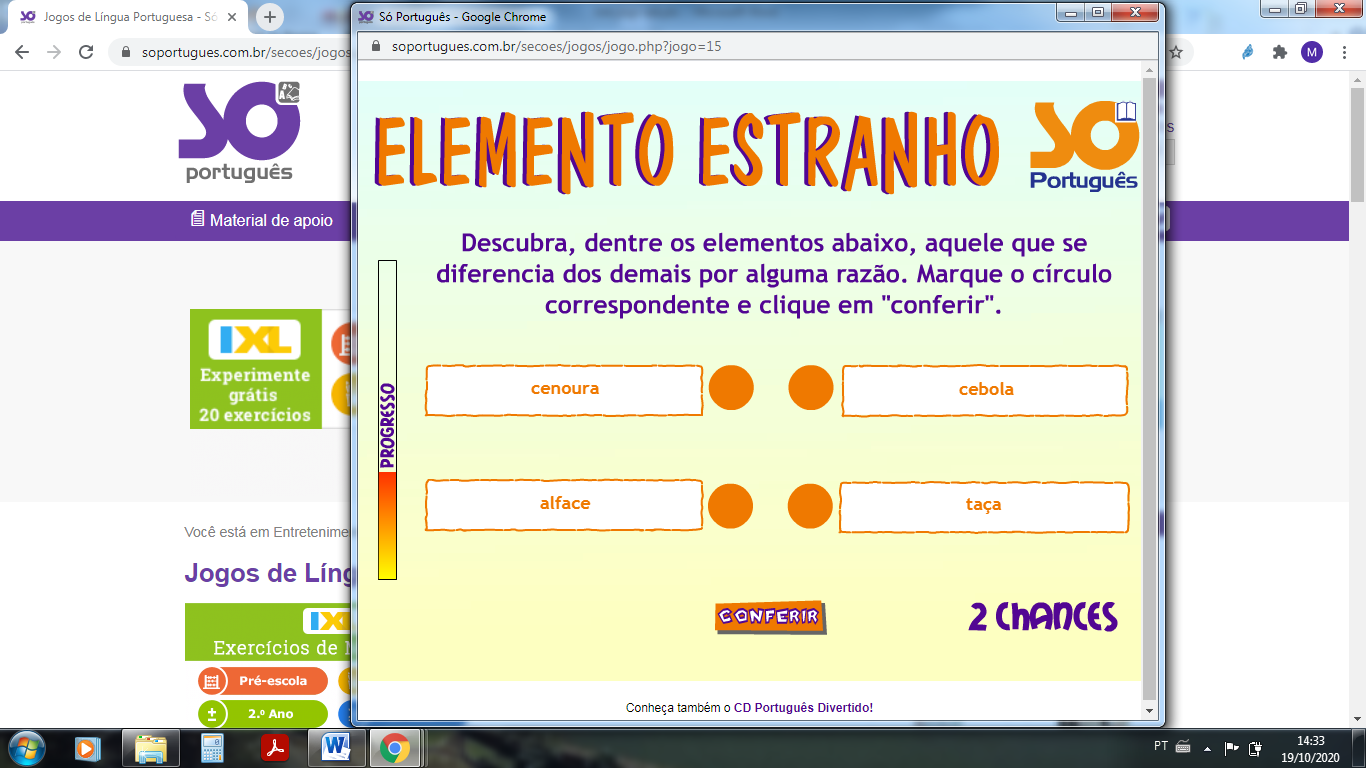 Jogos de Língua Portuguesa - Só
Só Português - Google Chrome
soportugues.com.br/secoes/jogos
soportugues.com.br/secoes/jogos/jogo.php?jogo=15
M
SÓ
português
Material de apoio
s
ELEMENTO ESTRANHO
SÓ
Português
Descubra, dentre os elementos abaixo, aquele que se
diferencia dos demais por alguma razão. Marque o círculo
correspondente e clique em "conferir".
IXL
Experimente
grátis
20 exercícios
PROGRESSO
cenoura
cebola
alface
taça
CONFERIR
2 CHANCES
Você está em Entretenime
Jogos de Líng
IX
Exercícios de M
Pré-escola
2.º Ano
Conheça também o CD Português Divertido!
PT
14:33
19/10/2020